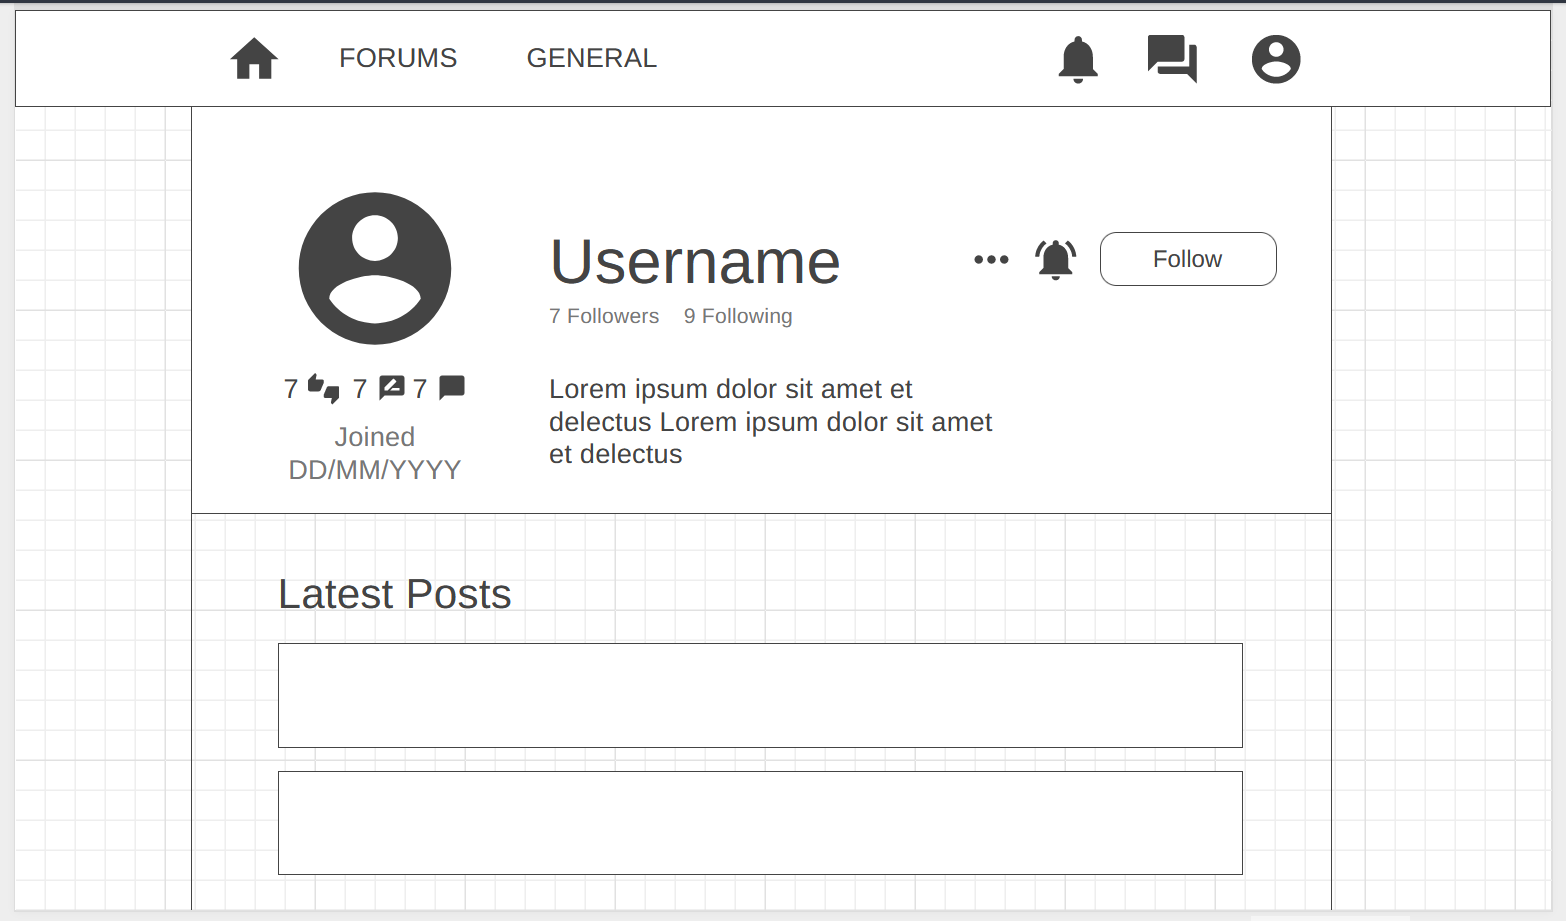 FORUMS GENERAL
Username
Follow
7 Followers 9 Following
7 7 7
Joined
DD/MM/YYYY
Lorem ipsum dolor sit amet et
delectus Lorem ipsum dolor sit amet
et delectus
Latest Posts